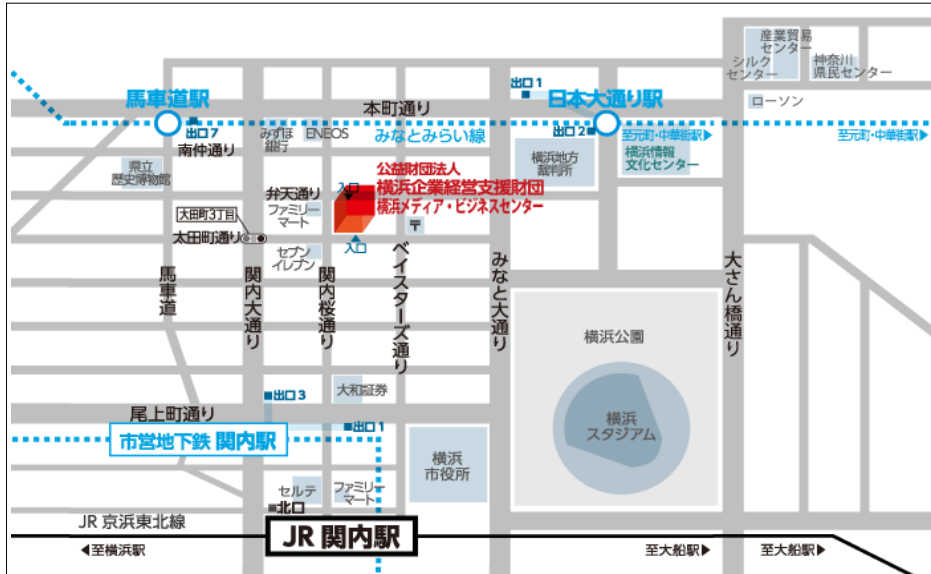 産業貿易
センター
シルク
センター
神奈川
県民センター
馬車道駅
出口1
日本大通り駅
ローソン
本町通り
出口7
みずほ
銀行
ENEOS
みなとみらい線
出口2
至元町・中華街駅▶
至元町・中華街駅▶
南仲通り
横浜地方
裁判所
横浜情報
文化センター
県立
歴史博物館
公益財団法人
横浜企業経営支援財団
横浜メディア・ビジネスセンター
入口
弁天通り
ファミリー
マート
大田町3丁目
太田町通り
〒
入口
セブン
イレブン
馬車道
関内大通り
関内桜通り
ベイスターズ通り
みなと大通り
大さん橋通り
横浜公園
横浜
スタジアム
出口3
大和証券
尾上町通り
出口1
市営地下鉄 関内駅
横浜
市役所
セルテ
ファミリー
マート
北口
JR 京浜東北線
JR 関内駅
◀至横浜駅
至大船駅▶
至大船駅▶